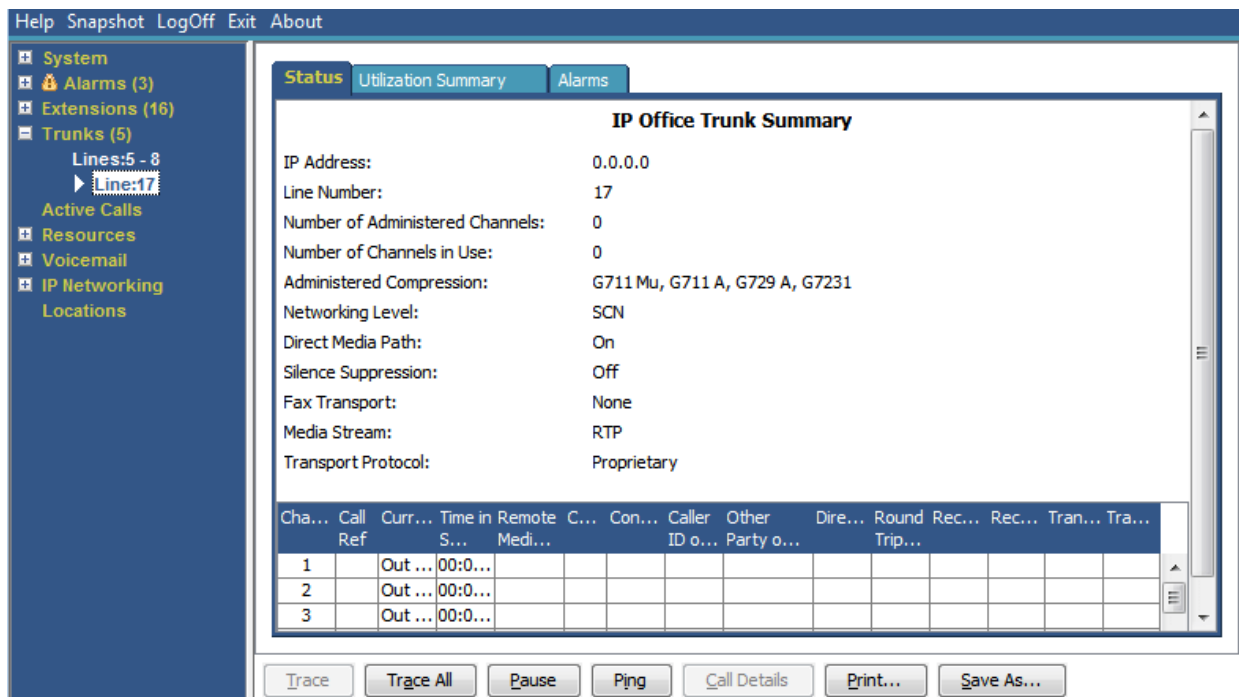 Help Snapshot LogOff Exit About
System
Alarms (3)
Extensions (16)
Trunks (5)
Lines:5 - 8
Line:17
Active Calls
Resources
Voicemail
IP Networking
Locations
Status Utilization Summary Alarms
IP Office Trunk Summary
IP Address: 0.0.0.0
Line Number: 17
Number of Administered Channels: 0
Number of Channels in Use: 0
Administered Compression: G711 Mu, G711 A, G729 A, G7231
Networking Level: SCN
Direct Media Path: On
Silence Suppression: Off
Fax Transport: None
Media Stream: RTP
Transport Protocol: Proprietary
Cha... Call Curr... Time in Remote C... Con... Caller Other Dire... Round Rec... Rec... Tran... Tra...
Ref S... Medi... ID o... Party o... Trip...
1 Out ... 00:0...
2 Out ... 00:0...
3 Out ... 00:0...
Trace Trace All Pause Ping Call Details Print... Save As...